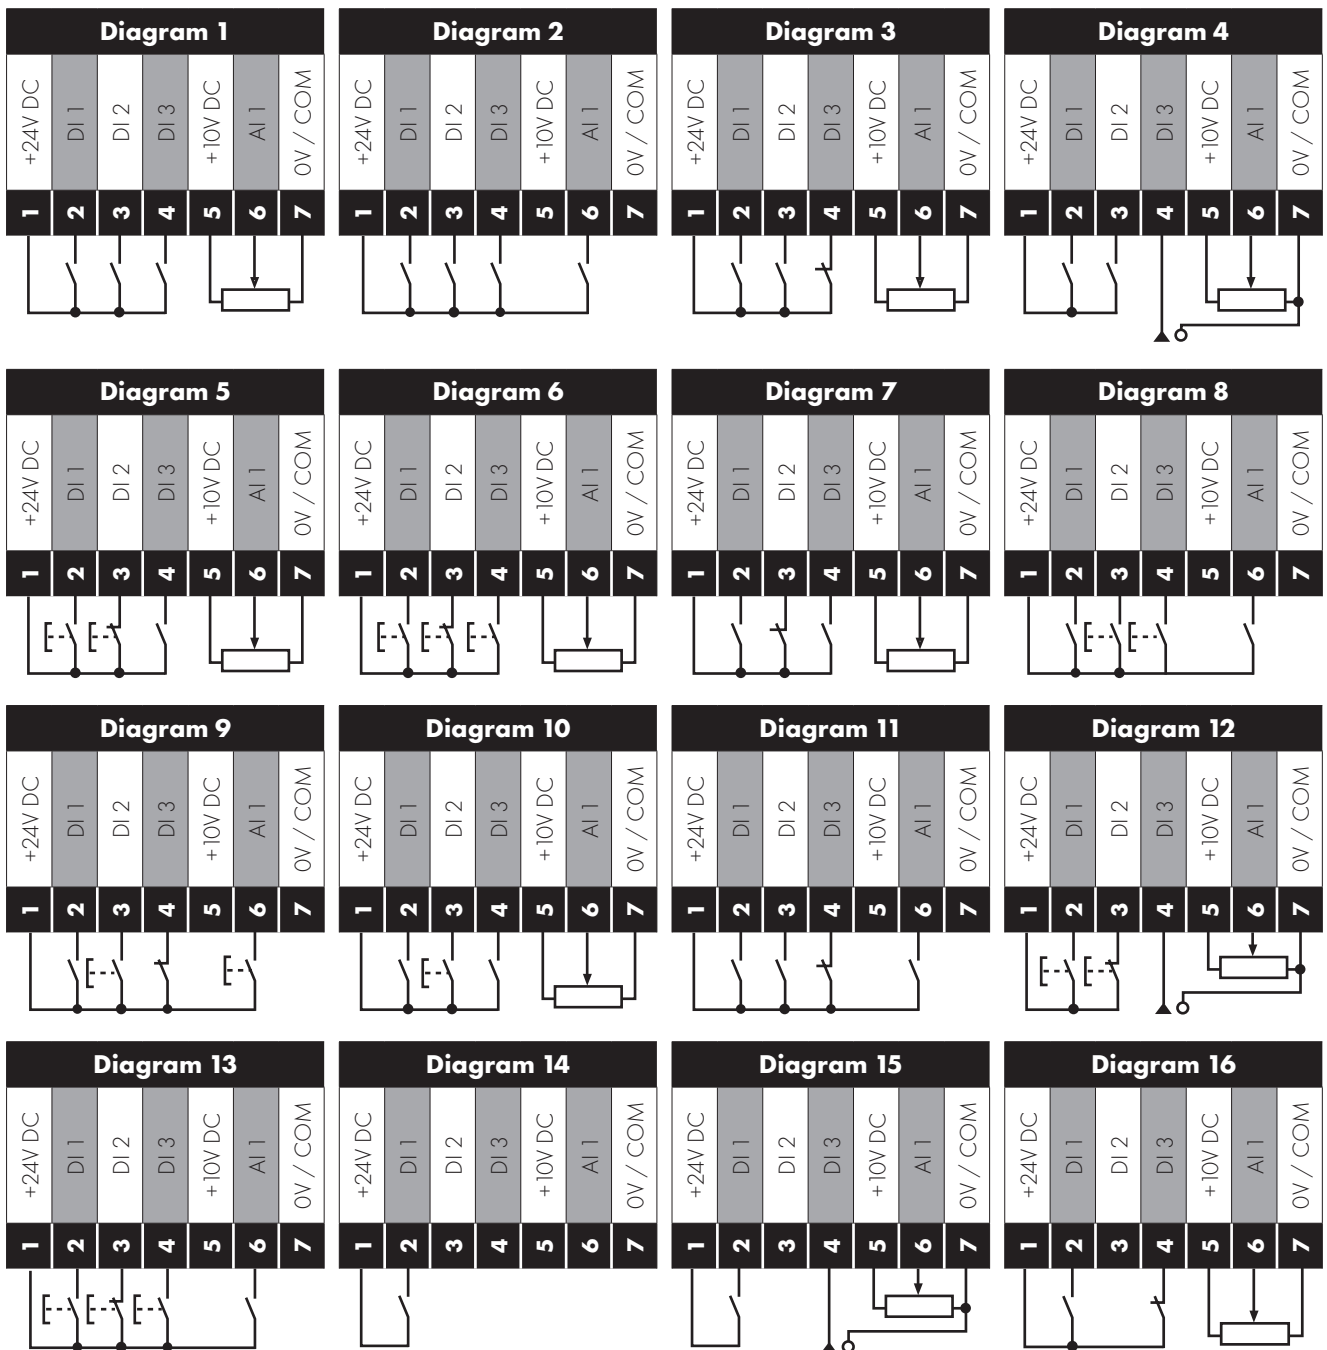 Diagram 1 Diagram 2 Diagram 3 Diagram 4
+24V DC DI 1 DI 2 DI 3 +10V DC AI 1 0V / COM +24V DC DI 1 DI 2 DI 3 +10V DC AI 1 0V / COM +24V DC DI 1 DI 2 DI 3 +10V DC AI 1 0V / COM +24V DC DI 1 DI 2 DI 3 +10V DC AI 1 0V / COM
1 2 3 4 5 6 7 1 2 3 4 5 6 7 1 2 3 4 5 6 7 1 2 3 4 5 6 7
Diagram 5 Diagram 6 Diagram 7 Diagram 8
+24V DC DI 1 DI 2 DI 3 +10V DC AI 1 0V / COM +24V DC DI 1 DI 2 DI 3 +10V DC AI 1 0V / COM +24V DC DI 1 DI 2 DI 3 +10V DC AI 1 0V / COM +24V DC DI 1 DI 2 DI 3 +10V DC AI 1 0V / COM
1 2 3 4 5 6 7 1 2 3 4 5 6 7 1 2 3 4 5 6 7 1 2 3 4 5 6 7
Diagram 9 Diagram 10 Diagram 11 Diagram 12
+24V DC DI 1 DI 2 DI 3 +10V DC AI 1 0V / COM +24V DC DI 1 DI 2 DI 3 +10V DC AI 1 0V / COM +24V DC DI 1 DI 2 DI 3 +10V DC AI 1 0V / COM +24V DC DI 1 DI 2 DI 3 +10V DC AI 1 0V / COM
1 2 3 4 5 6 7 1 2 3 4 5 6 7 1 2 3 4 5 6 7 1 2 3 4 5 6 7
Diagram 13 Diagram 14 Diagram 15 Diagram 16
+24V DC DI 1 DI 2 DI 3 +10V DC AI 1 0V / COM +24V DC DI 1 DI 2 DI 3 +10V DC AI 1 0V / COM +24V DC DI 1 DI 2 DI 3 +10V DC AI 1 0V / COM +24V DC DI 1 DI 2 DI 3 +10V DC AI 1 0V / COM
1 2 3 4 5 6 7 1 2 3 4 5 6 7 1 2 3 4 5 6 7 1 2 3 4 5 6 7